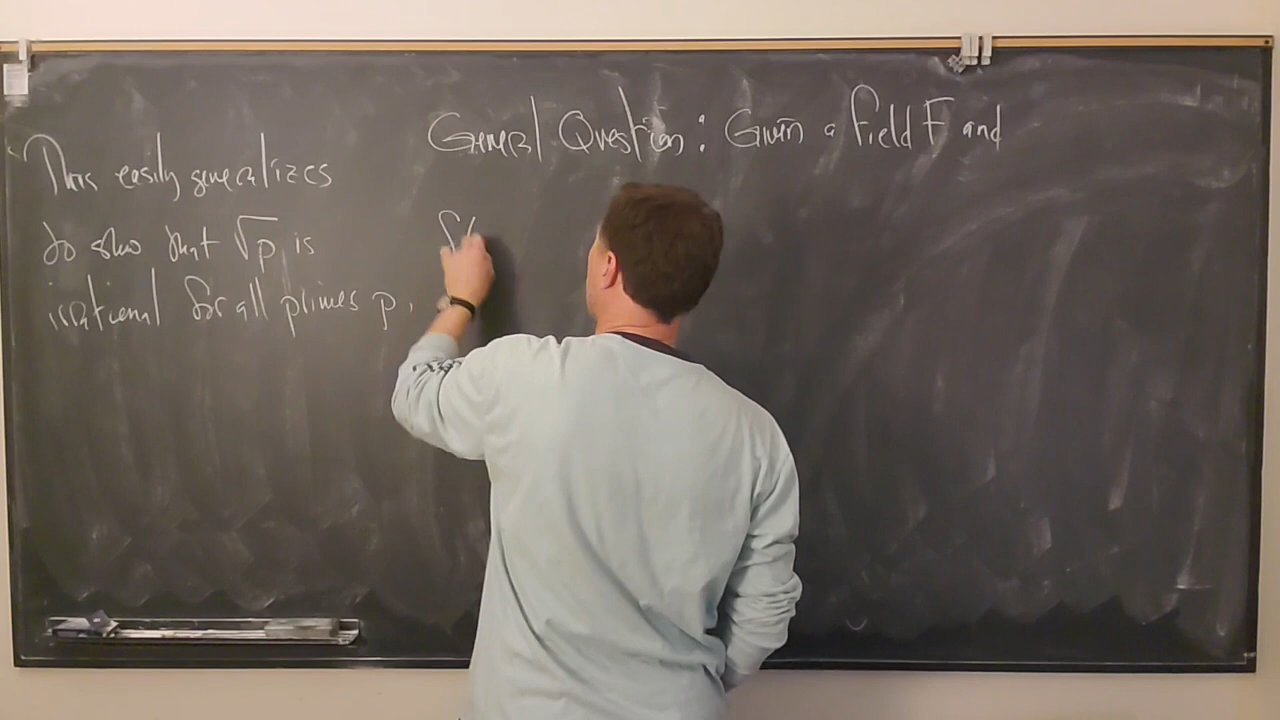 This easily generalizes
to show that √p is
irrational for all primes p.
General Question: Given a field F and
f(